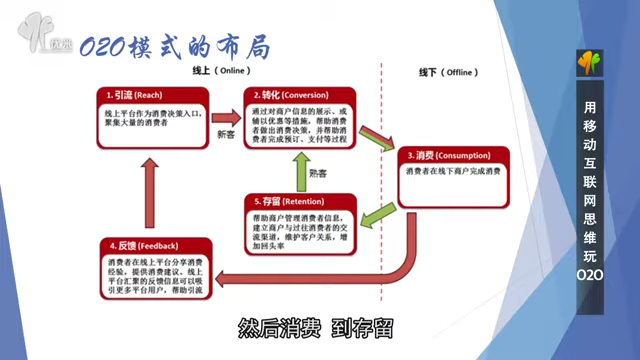 优米
O2O模式的布局
线上(Online)
线下(Offline)
1. 引流(Reach)
线上平台作为消费决策入口，
聚集大量的消费者
新客
2. 转化(Conversion)
通过对商户信息的展示、或
辅以优惠等措施，帮助消费
者做出消费决策，并帮助消费
者完成预订、支付等过程
3. 消费(Consumption)
消费者在线下商户完成消费
熟客
5. 存留(Retention)
帮助商户管理消费者信息，
建立商户与过往消费者的交
流渠道，维护客户关系，增
加回头率
4. 反馈(Feedback)
消费者在线上平台分享消费
经验，提供消费建议。线上
平台汇聚的反馈信息可以吸
引更多平台用户，帮助引流
用移动互联网思维玩O2O
然后消费 到存留